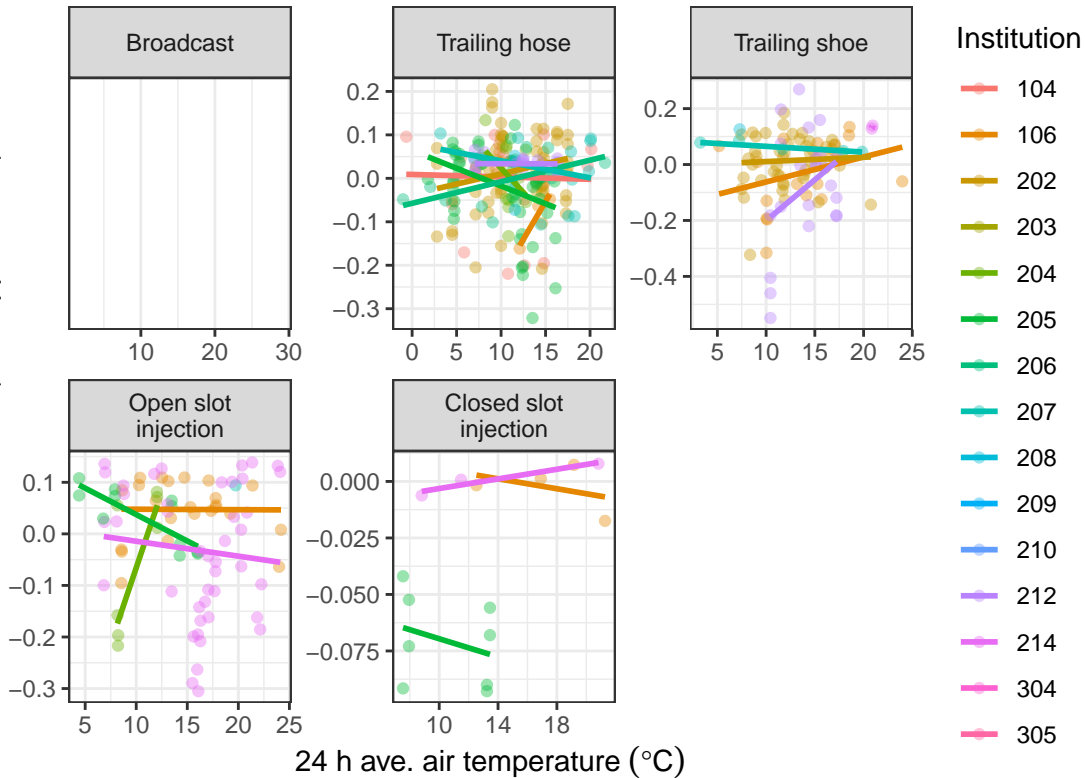 Broadcast
Trailing hose
Trailing shoe
Institution
104
106
202
203
204
205
206
207
208
209
210
212
214
304
305
0.2
0.1
0.0
−0.1
−0.2
−0.3
0.2
0.0
−0.2
−0.4
10 20 30
0 5 10 15 20
5 10 15 20 25
Open slot
injection
Closed slot
injection
0.1
0.0
−0.1
−0.2
−0.3
0.000
−0.025
−0.050
−0.075
5 10 15 20 25
10 14 18
24 h ave. air temperature (°C)